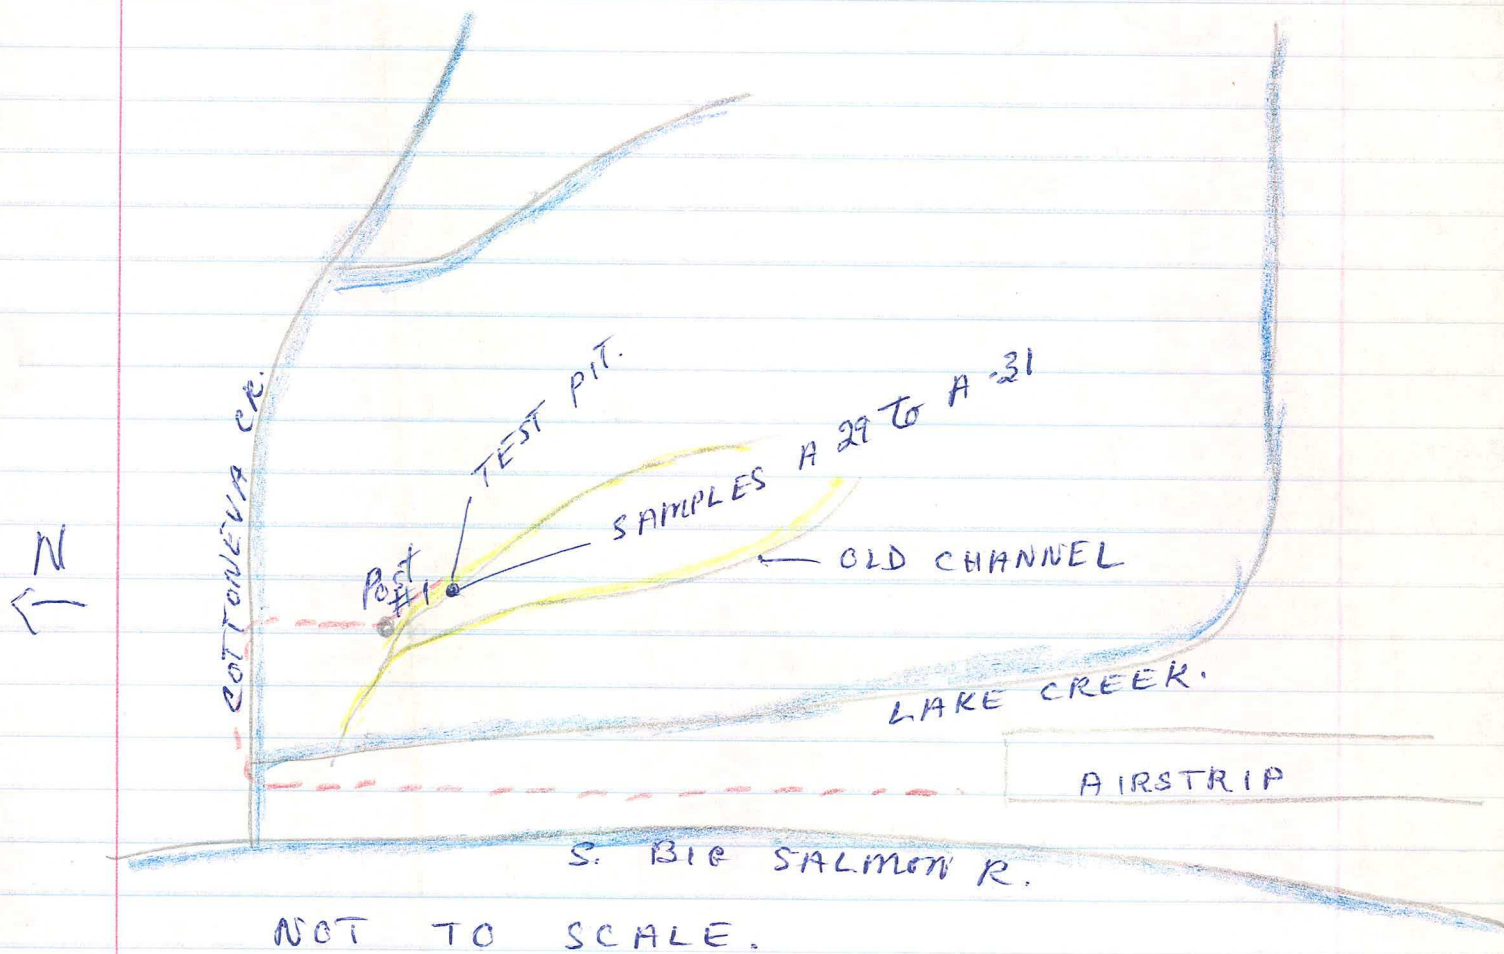 TEST PIT.
SAMPLES A 29 To A-31
COTTONEVA CR.
N
Post
#1
OLD CHANNEL
LAKE CREEK.
AIRSTRIP
S. BIG SALMON R.
NOT TO SCALE.